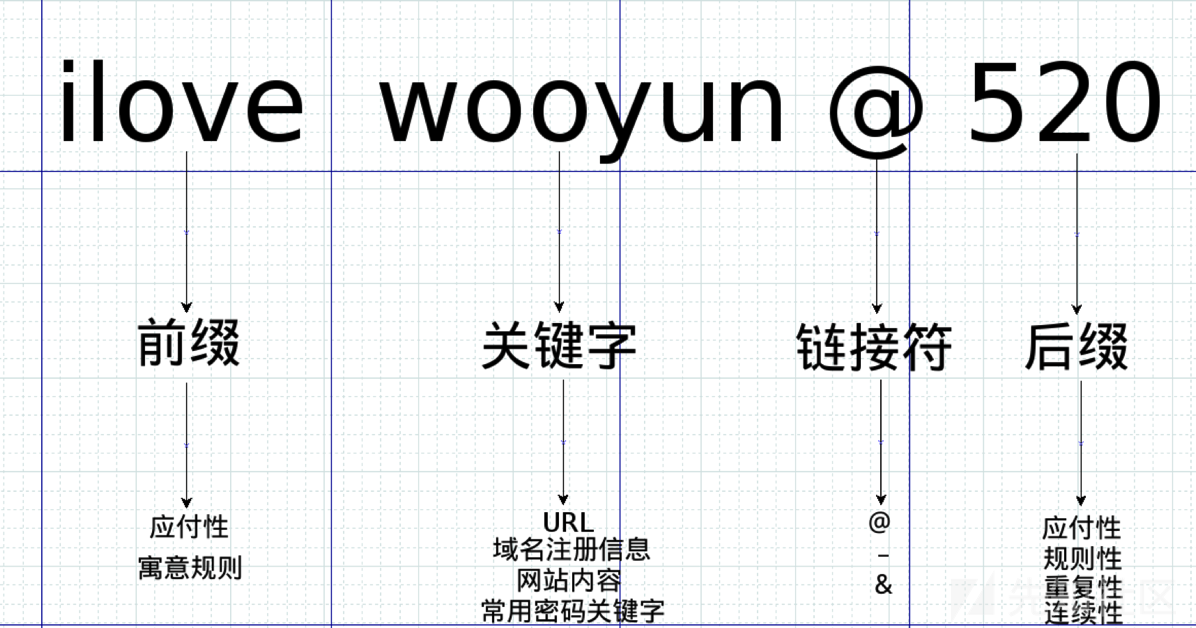 ilove wooyun @ 520
前缀 关键字 链接符 后缀
应付性
寓意规则
URL
域名注册信息
网站内容
常用密码关键字
@
-
&
应付性
规则性
重复性
连续性